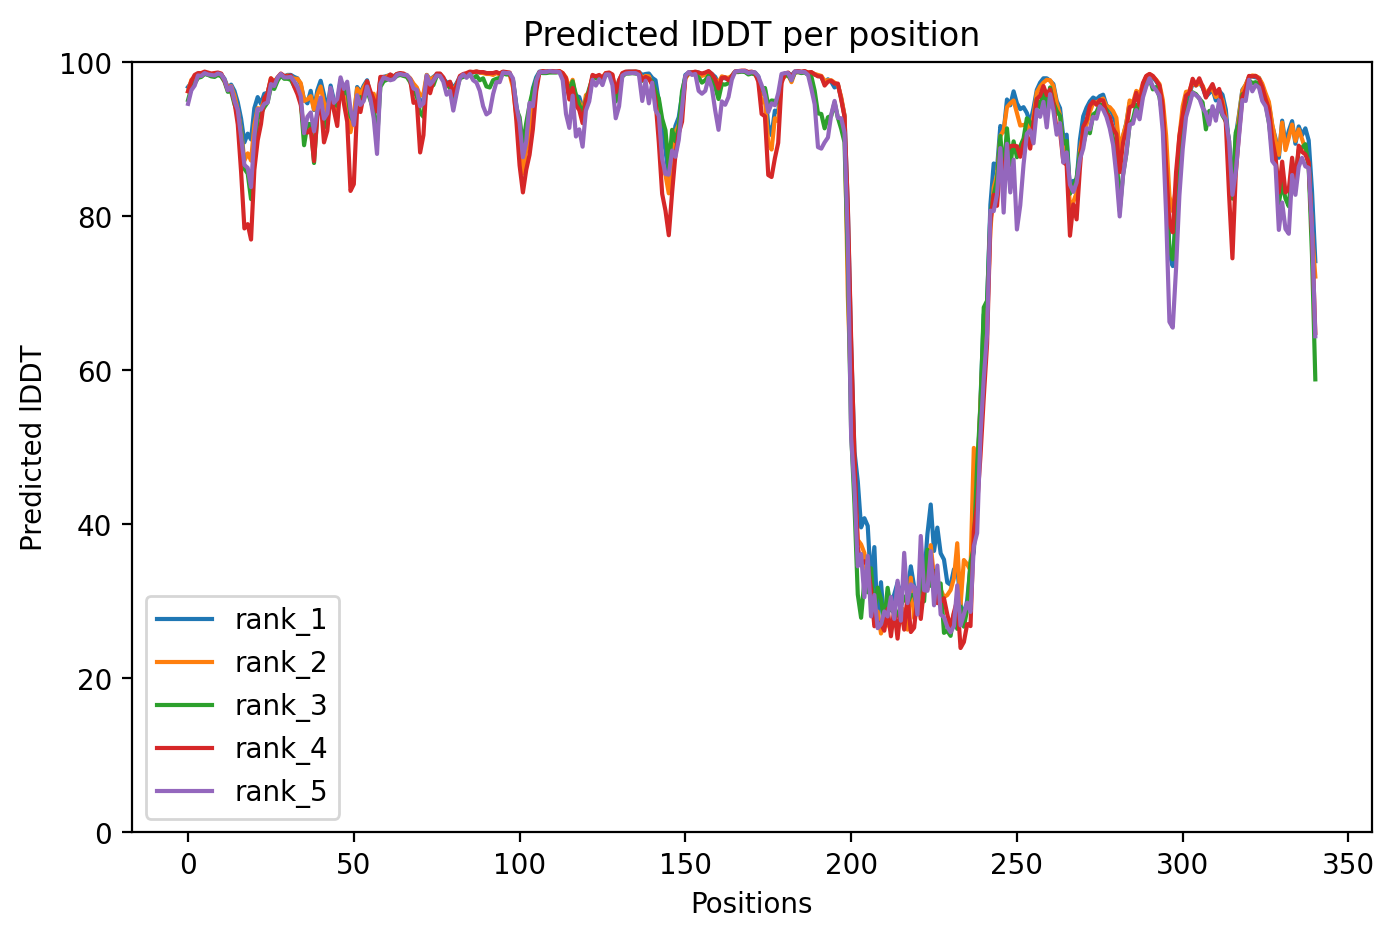 Predicted lDDT per position
100
80
60
40
20
0
Predicted lDDT
rank_1
rank_2
rank_3
rank_4
rank_5
0 50 100 150 200 250 300 350
Positions